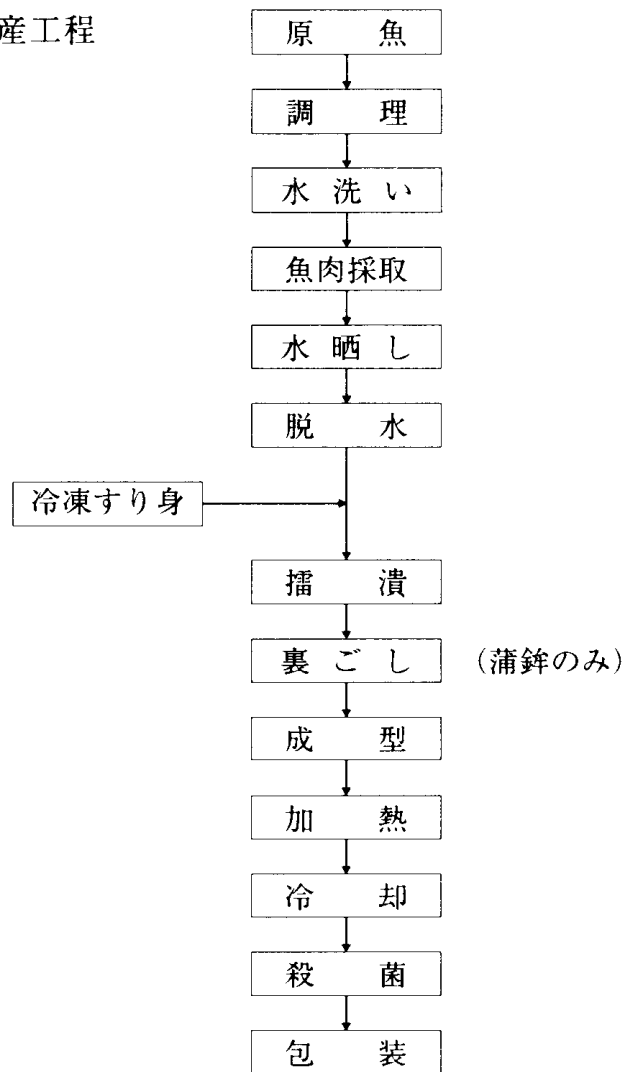 産工程
原魚
調理
水洗い
魚肉採取
水晒し
脱水
冷凍すり身
擂潰
裏ごし (蒲鉾のみ)
成型
加熱
冷却
殺菌
包装